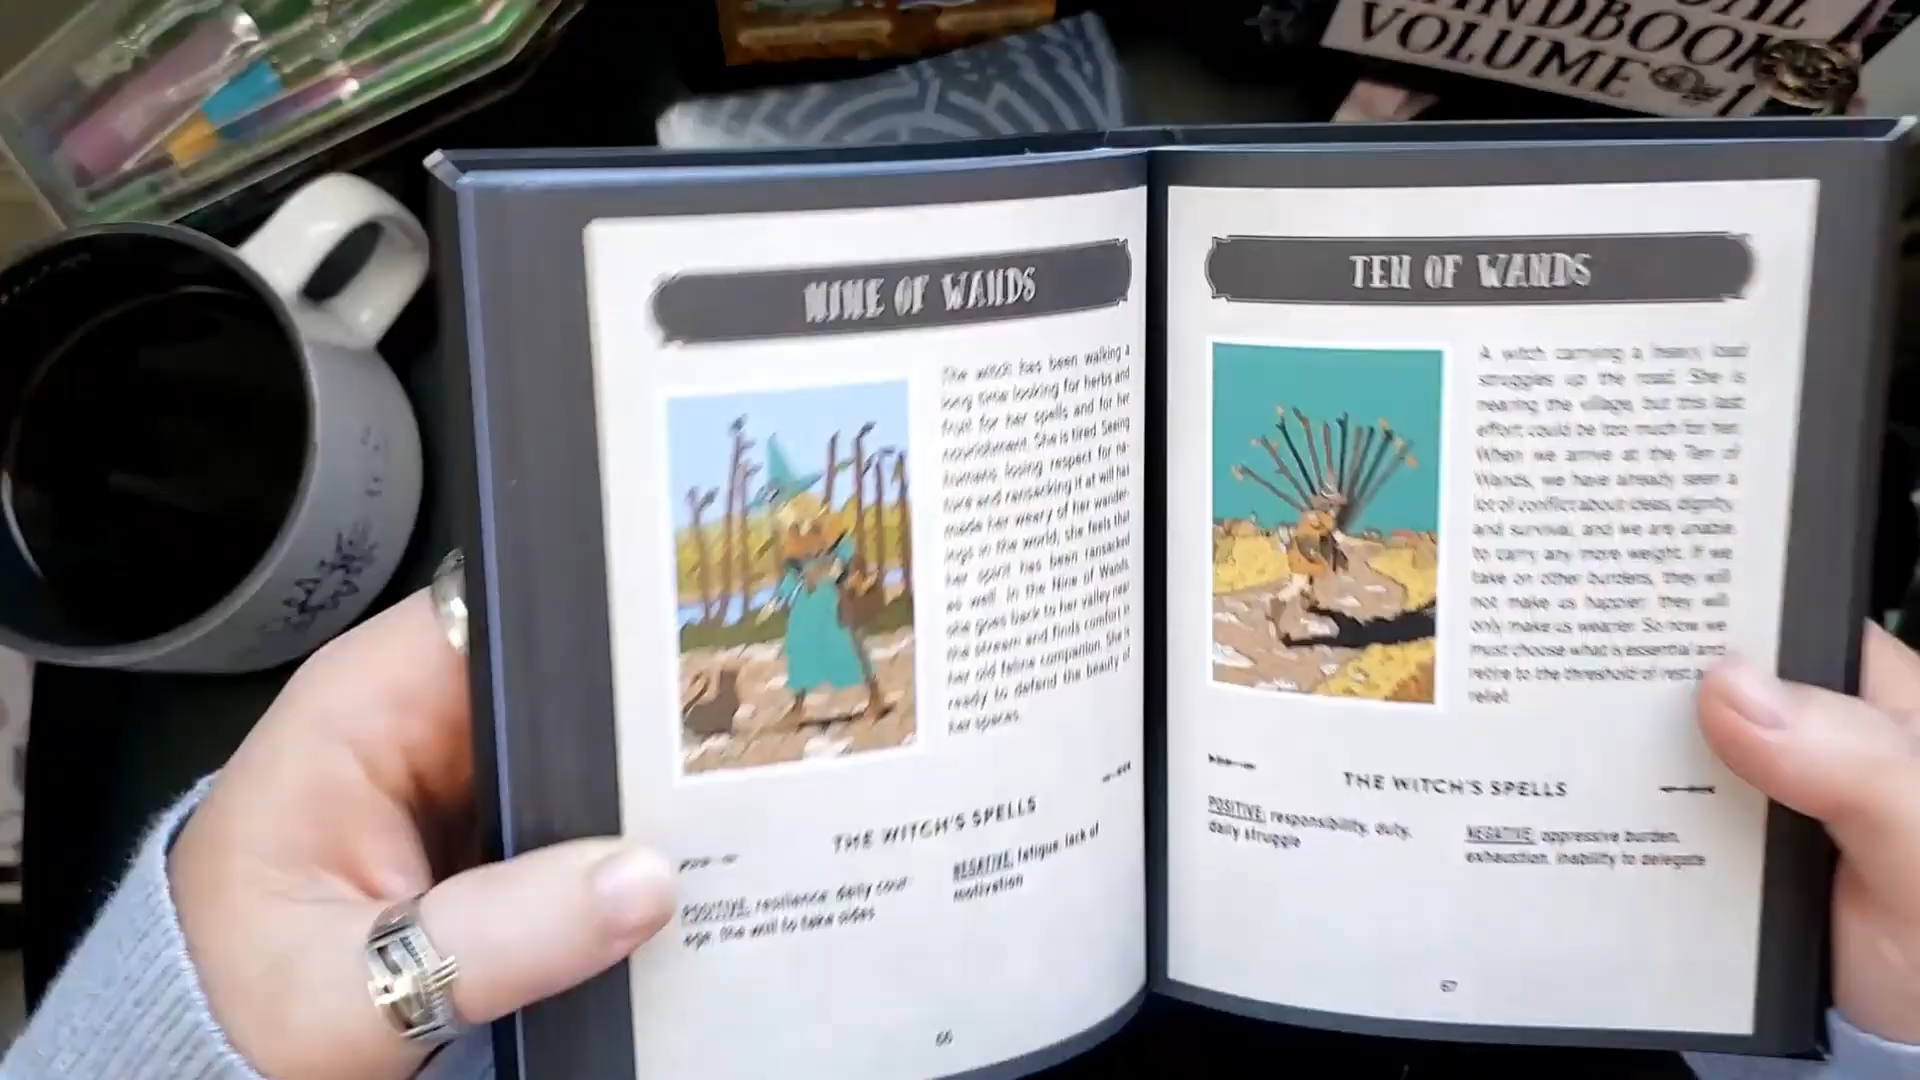 HANDBOOK
VOLUME 1
NINE OF WANDS
The witch has been walking a
long time looking for herbs and
fruit for her spells and for her
nourishment. She is tired. Seeing
humans losing respect for na-
ture and ransacking it at will has
made her weary of her wander-
ings in the world, she feels that
her spirit has been ransacked
as well. In the Nine of Wands,
she goes back to her valley near
the stream and finds comfort in
her old feline companion. She is
ready to defend the beauty of
her spaces.
THE WITCH'S SPELLS
POSITIVE: resilience, daily cour-
age, the will to take sides
NEGATIVE: fatigue, lack of
motivation
66
TEN OF WANDS
A witch carrying a heavy load
struggles up the road. She is
nearing the village, but this last
effort could be too much for her.
When we arrive at the Ten of
Wands, we have already seen a
lot of conflict about ideas, dignity
and survival, and we are unable
to carry any more weight. If we
take on other burdens, they will
not make us happier, they will
only make us wearier. So now we
must choose what is essential and
retire to the threshold of rest
relief.
THE WITCH'S SPELLS
POSITIVE: responsibility, duty,
daily struggle
NEGATIVE: oppressive burden,
exhaustion, inability to delegate
67